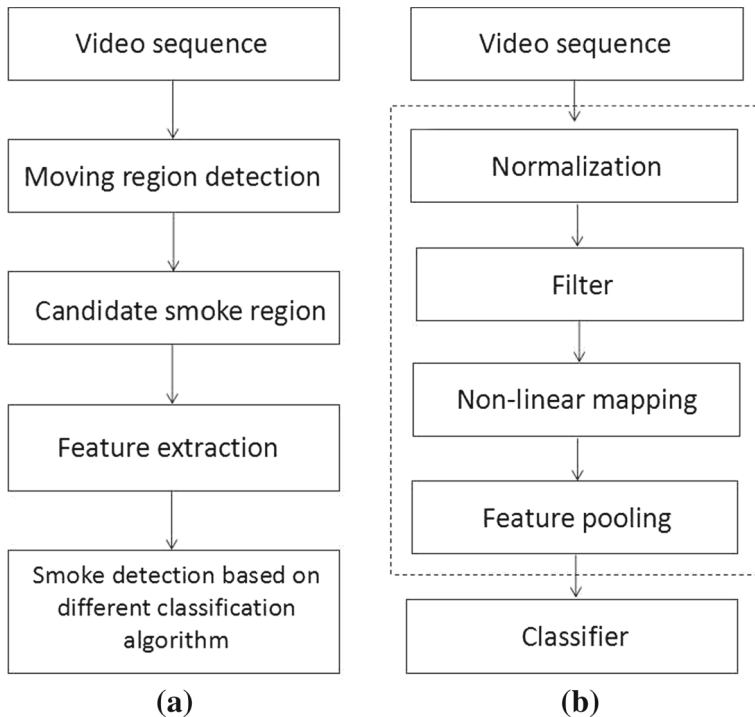 Video sequence
Moving region detection
Candidate smoke region
Feature extraction
Smoke detection based on
different classification
algorithm
(a)
Video sequence
Normalization
Filter
Non-linear mapping
Feature pooling
Classifier
(b)